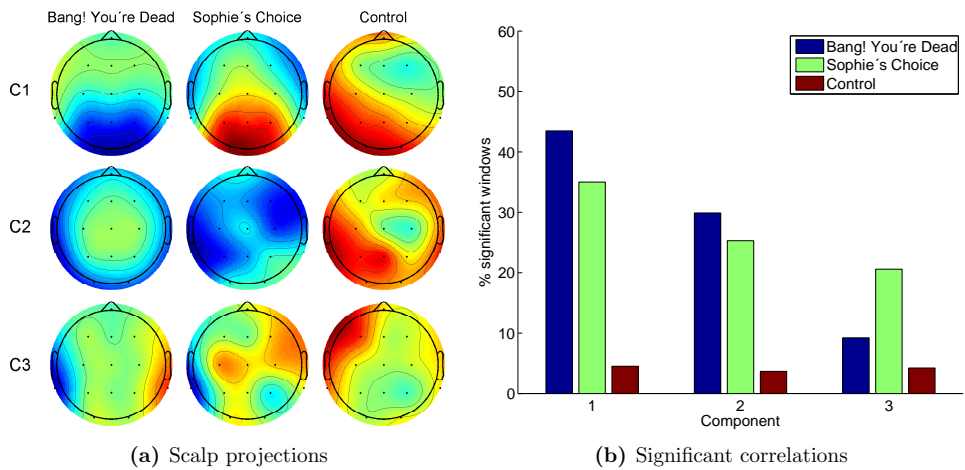 Bang! You´re Dead
Sophie´s Choice
Control
C1
C2
C3
(a) Scalp projections
60
50
40
30
20
10
0
% significant windows
1
2
3
Component
Bang! You´re Dead
Sophie´s Choice
Control
(b) Significant correlations